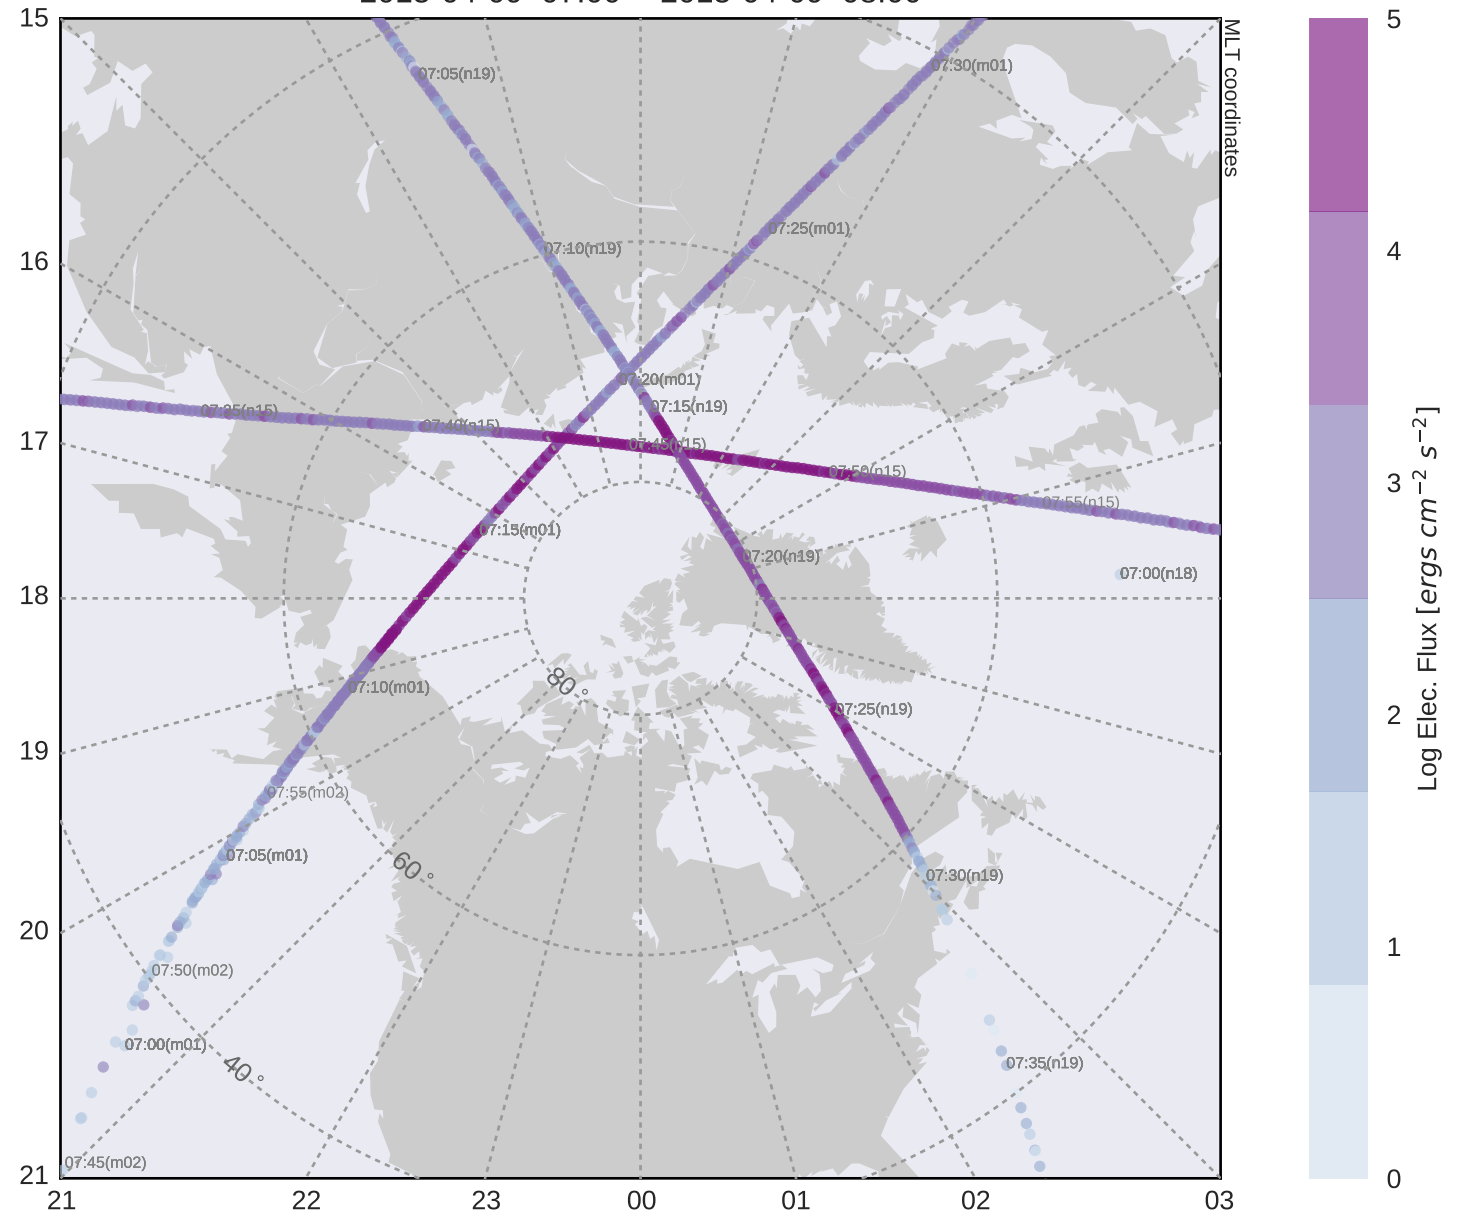 15
MLT coordinates
5
07:05(n19)
07:30(m01)
07:25(m01)
07:10(n19)
16
4
07:20(m01)
07:15(n19)
07:40(n15)
07:45(n15)
17
07:50(n15)
07:55(n15)
3
07:15(m01)
07:20(n19)
07:00(n18)
18
Log Elec. Flux [ergs cm⁻² s⁻²]
80°
07:10(m01)
07:25(n19)
2
19
07:55(m02)
07:05(m01)
60°
07:30(n19)
20
1
07:50(m02)
07:00(m01)
40°
07:35(n19)
07:45(m02)
21
0
21
22
23
00
01
02
03